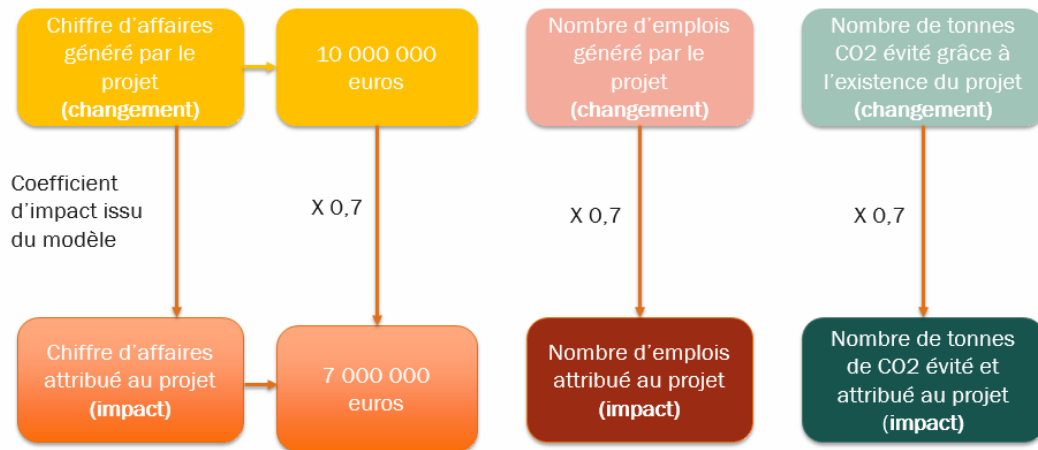 Chiffre d'affaires
généré par le
projet
(changement)
10 000 000
euros
Nombre d'emplois
généré par le
projet
(changement)
Nombre de tonnes
CO2 évité grâce à
l'existence du projet
(changement)
Coefficient
d'impact issu
du modèle
X 0,7
X 0,7
X 0,7
Chiffre d'affaires
attribué au projet
(impact)
7 000 000
euros
Nombre d'emplois
attribué au projet
(impact)
Nombre de tonnes
de CO2 évité et
attribué au projet
(impact)